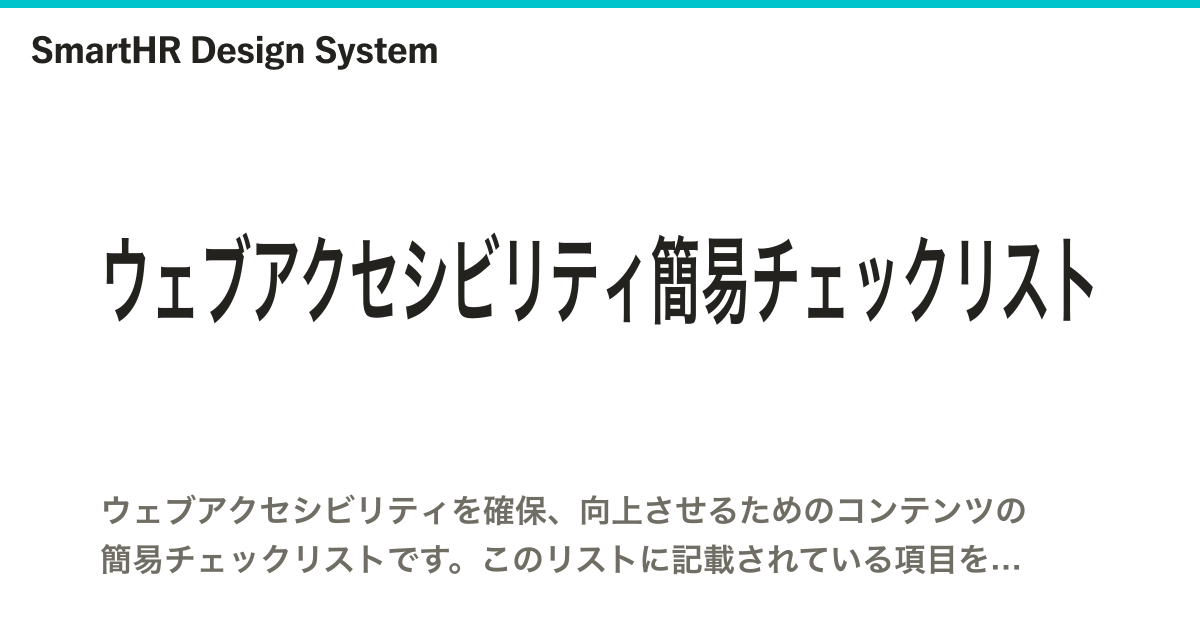 SmartHR Design System
ウェブアクセシビリティ簡易チェックリスト
ウェブアクセシビリティを確保、向上させるためのコンテンツの
簡易チェックリストです。このリストに記載されている項目を...